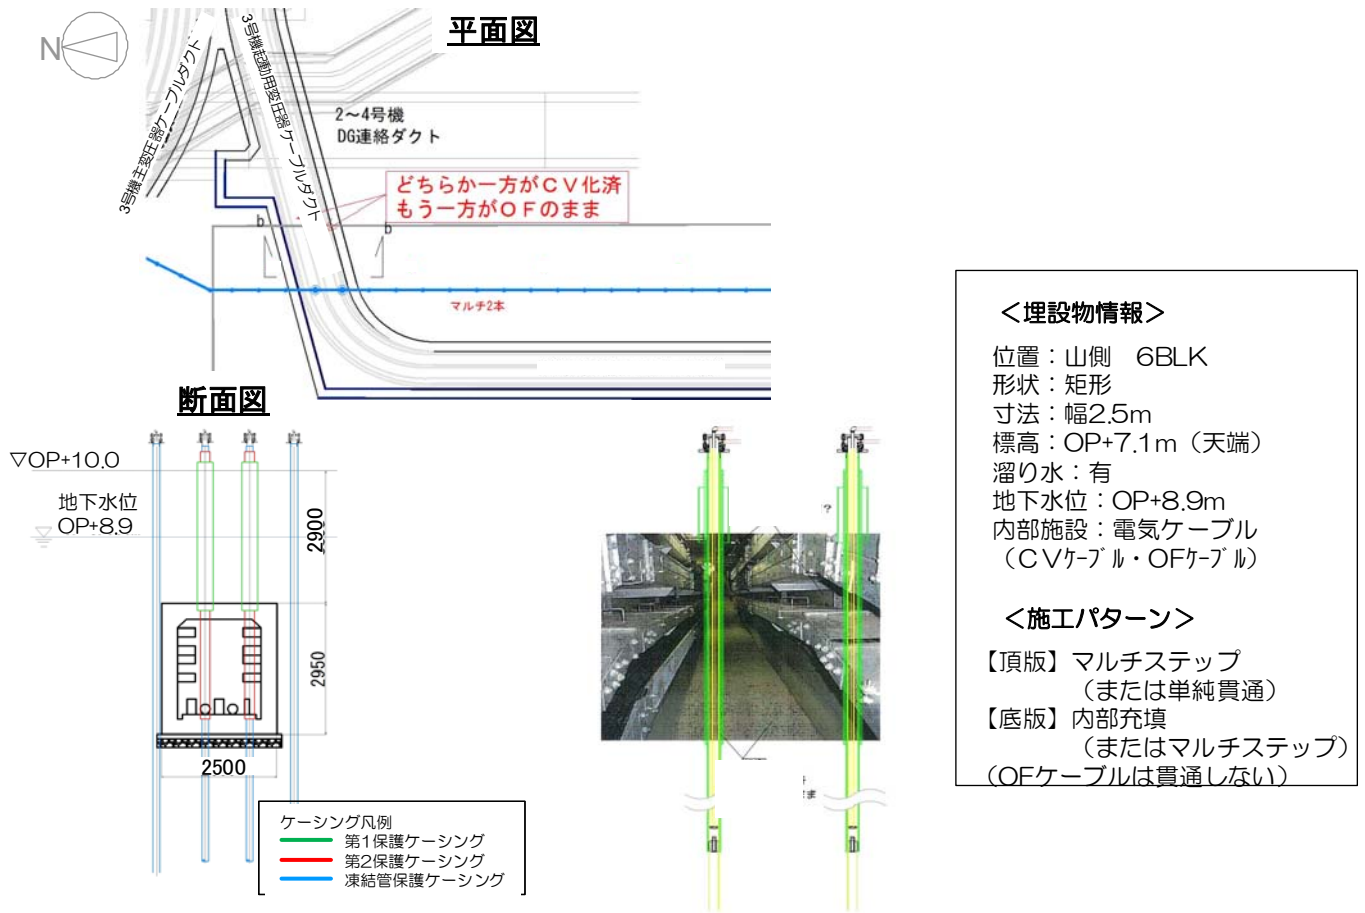 平面図
N
3号機主変圧器ケーブルダクト
3号機起動用変圧器ケーブルダクト
2～4号機
DG連絡ダクト
どちらか一方がＣＶ化済
もう一方がＯＦのまま
b
b
マルチ2本
断面図
▽OP+10.0
地下水位
OP+8.9
2900
2950
2500
ケーシング凡例
第1保護ケーシング
第2保護ケーシング
凍結管保護ケーシング
?
ま
＜埋設物情報＞
位置：山側　6BLK
形状：矩形
寸法：幅2.5m
標高：OP+7.1m（天端）
溜り水：有
地下水位：OP+8.9m
内部施設：電気ケーブル
（ＣＶｹｰﾌﾞﾙ・OFｹｰﾌﾞﾙ）
＜施工パターン＞
【頂版】マルチステップ
（または単純貫通）
【底版】内部充填
（またはマルチステップ）
（OFケーブルは貫通しない）